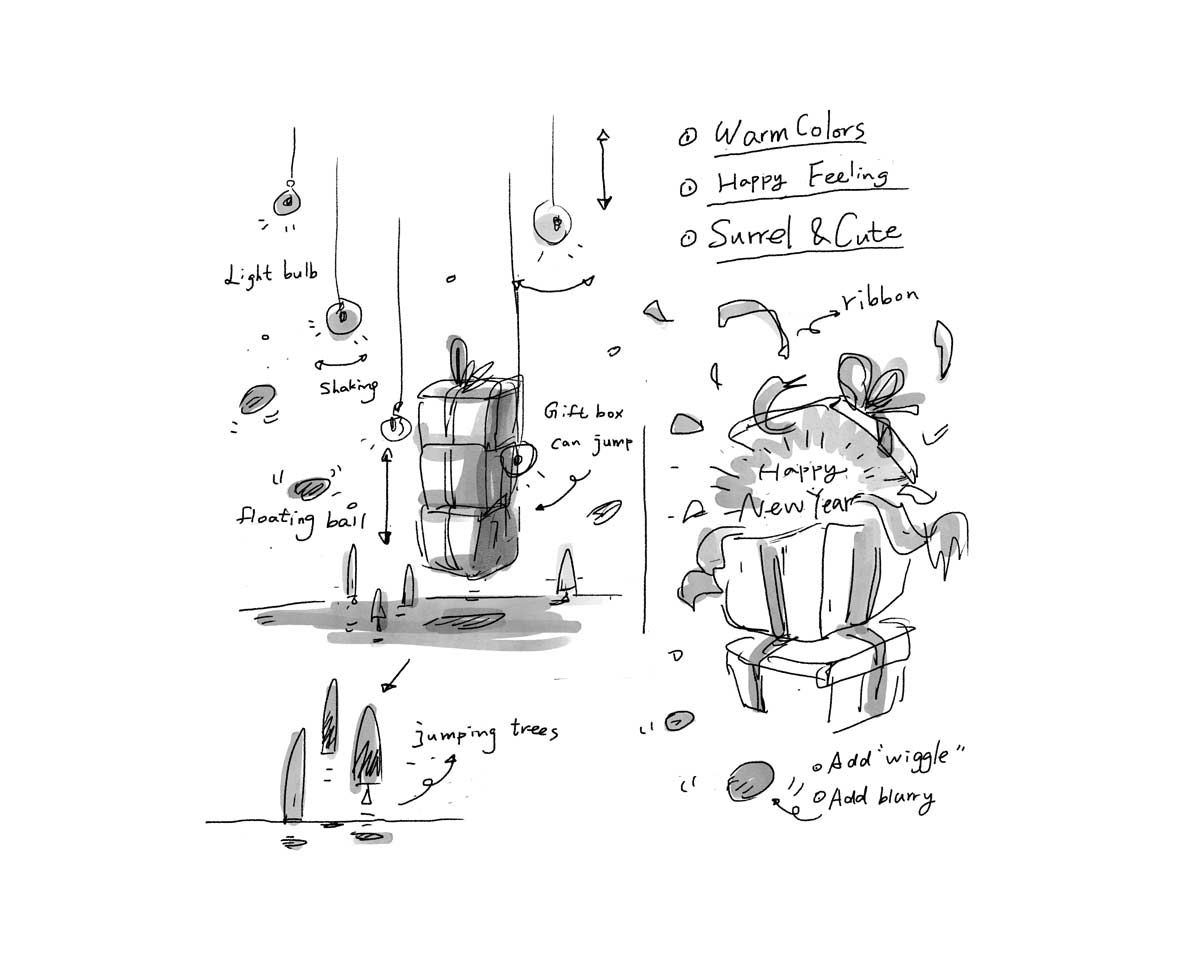 Warm Colors
Happy Feeling
Surrel & Cute
Light bulb
Shaking
floating ball
Gift box
can jump
jumping trees
ribbon
Happy
New Year
Add "wiggle"
Add blurry